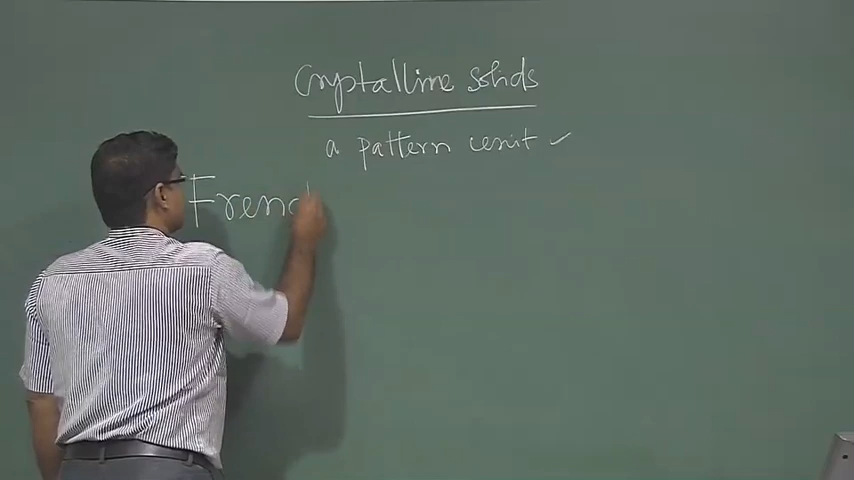 Crystalline solids
a pattern unit ✓
Frenc